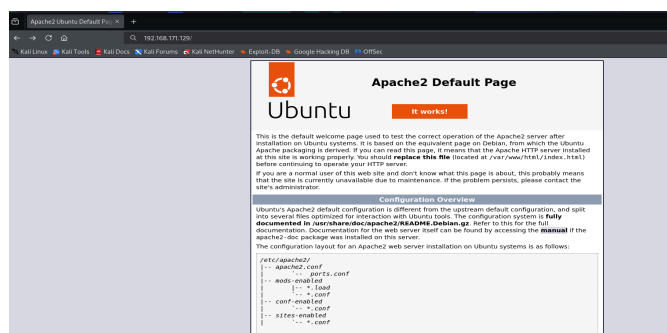 Apache2 Ubuntu Default Pag
192.168.171.129/
Kali Linux Kali Tools Kali Docs Kali Forums Kali NetHunter Exploit-DB Google Hacking DB OffSec
Apache2 Default Page
Ubuntu
It works!
This is the default welcome page used to test the correct operation of the Apache2 server after
installation on Ubuntu systems. It is based on the equivalent page on Debian, from which the Ubuntu
Apache packaging is derived. If you can read this page, it means that the Apache HTTP server installed
at this site is working properly. You should replace this file (located at /var/www/html/index.html)
before continuing to operate your HTTP server.
If you are a normal user of this web site and don't know what this page is about, this probably means
that the site is currently unavailable due to maintenance. If the problem persists, please contact the
site's administrator.
Configuration Overview
Ubuntu's Apache2 default configuration is different from the upstream default configuration, and split
into several files optimized for interaction with Ubuntu tools. The configuration system is fully
documented in /usr/share/doc/apache2/README.Debian.gz. Refer to this for the full
documentation. Documentation for the web server itself can be found by accessing the manual if the
apache2-doc package was installed on this server.
The configuration layout for an Apache2 web server installation on Ubuntu systems is as follows:
/etc/apache2/
|-- apache2.conf
|       `--  ports.conf
|-- mods-enabled
|       |-- *.load
|       `-- *.conf
|-- conf-enabled
|       `-- *.conf
|-- sites-enabled
|       `-- *.conf